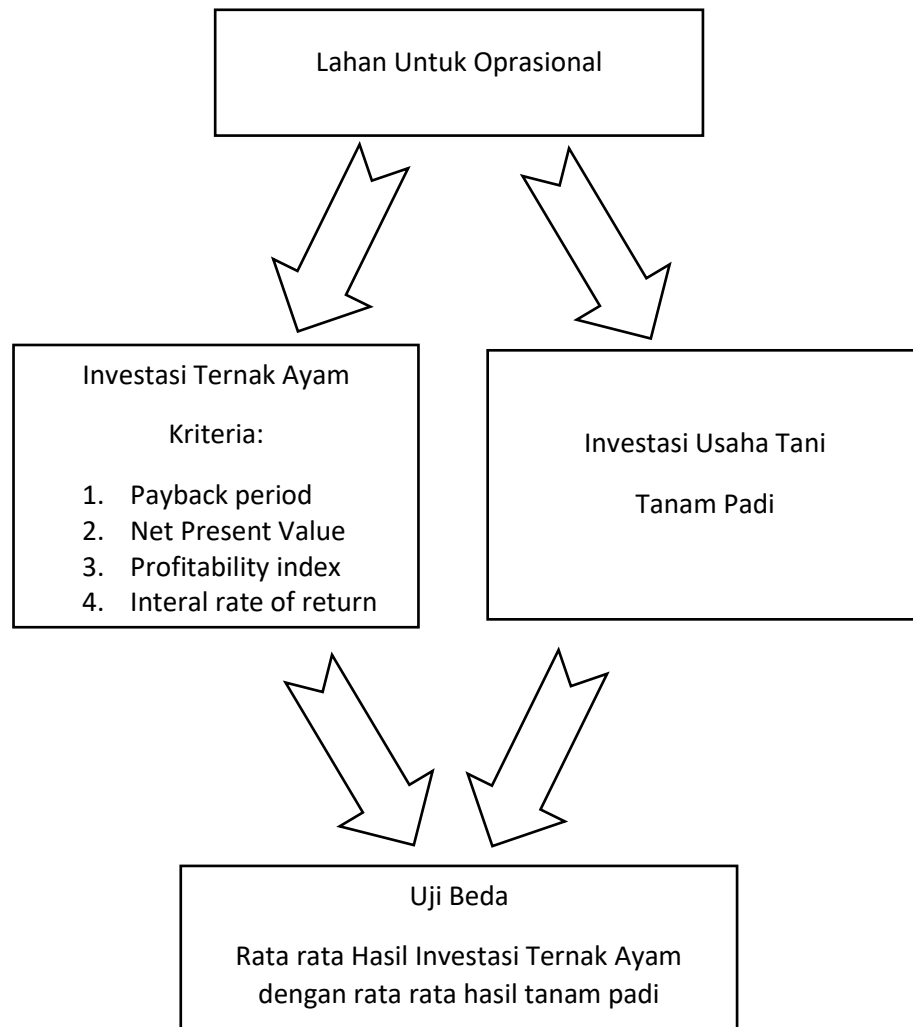 Lahan Untuk Oprasional
Investasi Ternak Ayam
Kriteria:
1. Payback period
2. Net Present Value
3. Profitability index
4. Interal rate of return
Investasi Usaha Tani
Tanam Padi
Uji Beda
Rata rata Hasil Investasi Ternak Ayam
dengan rata rata hasil tanam padi